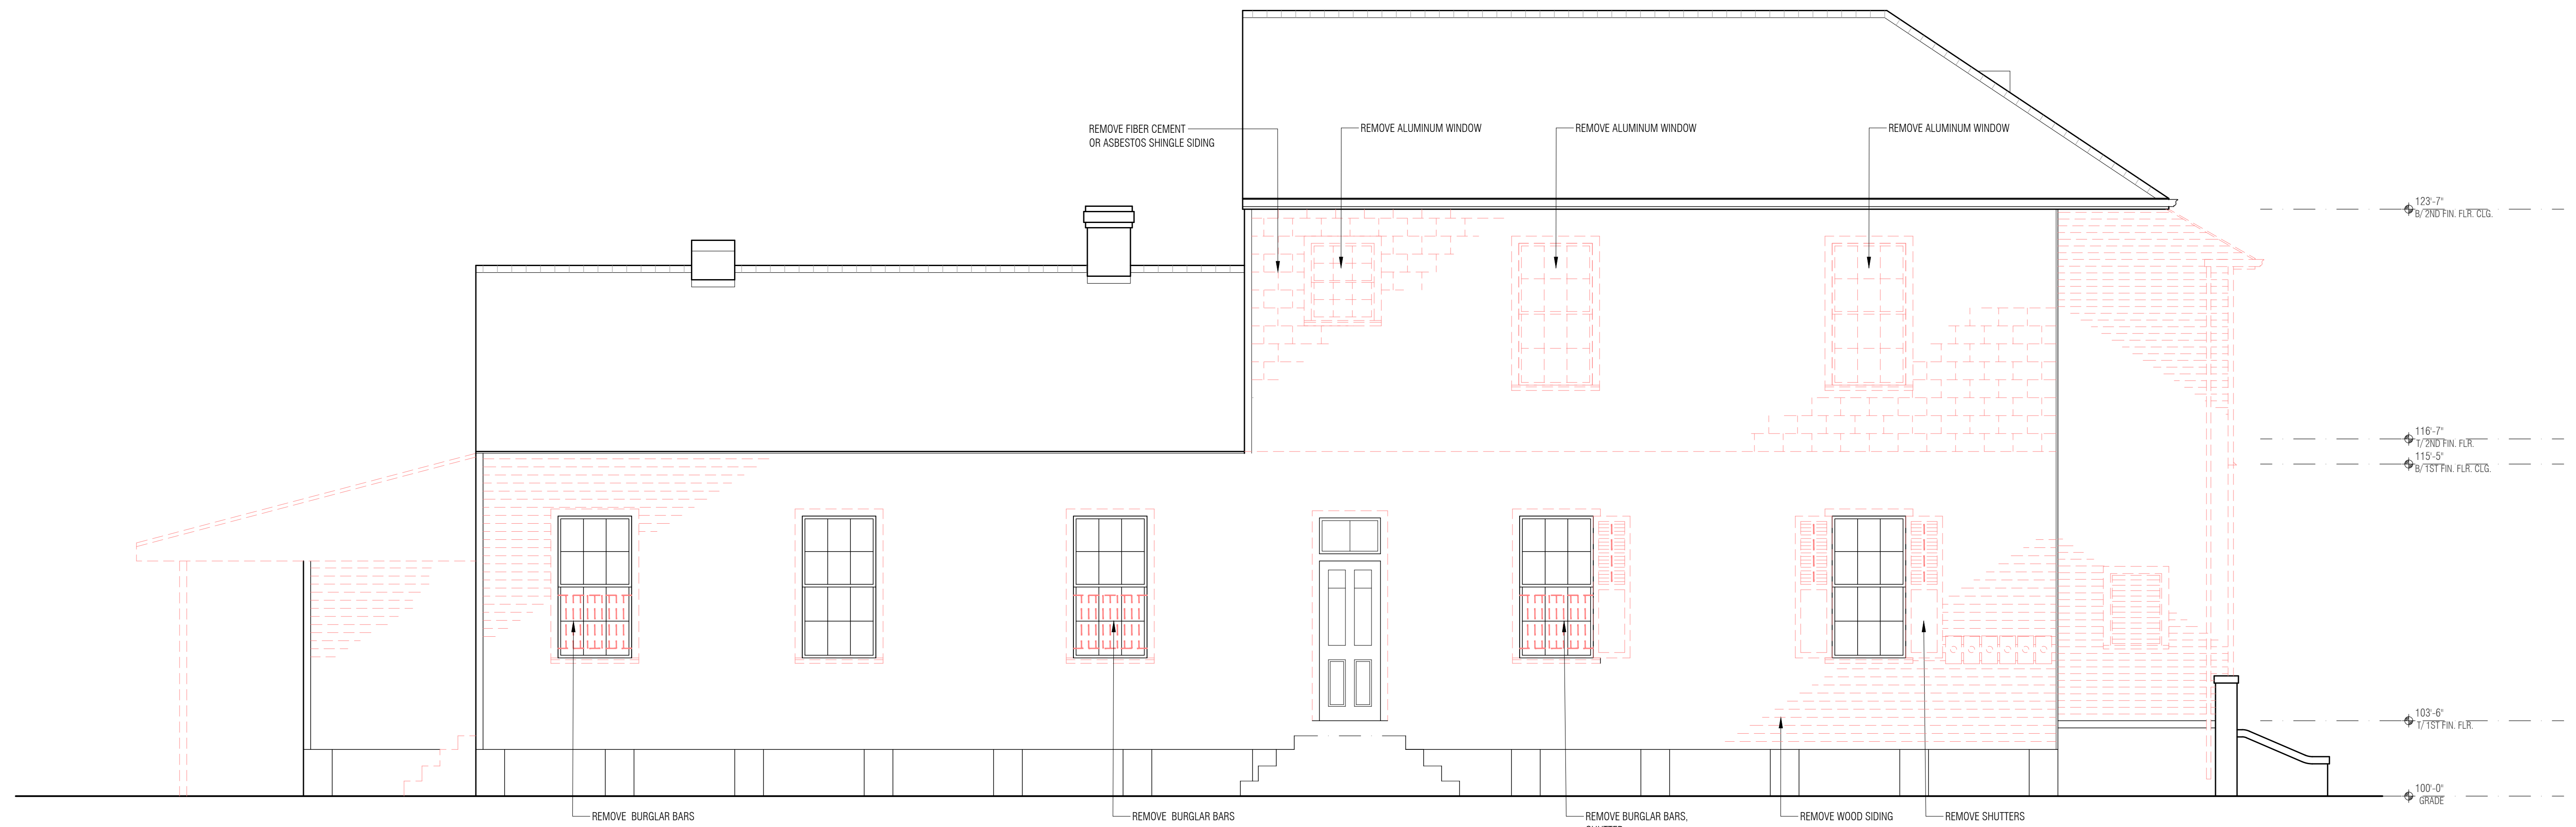 REMOVE FIBER CEMENT
OR ASBESTOS SHINGLE SIDING
REMOVE ALUMINUM WINDOW
REMOVE ALUMINUM WINDOW
REMOVE ALUMINUM WINDOW
123'-7"
B/ 2ND FIN. FLR. CLG.
116'-7"
T/ 2ND FIN. FLR.
115'-5"
B/ 1ST FIN. FLR. CLG.
103'-6"
T/ 1ST FIN. FLR.
100'-0"
GRADE
REMOVE BURGLAR BARS
REMOVE BURGLAR BARS
REMOVE BURGLAR BARS,
REMOVE WOOD SIDING
REMOVE SHUTTERS